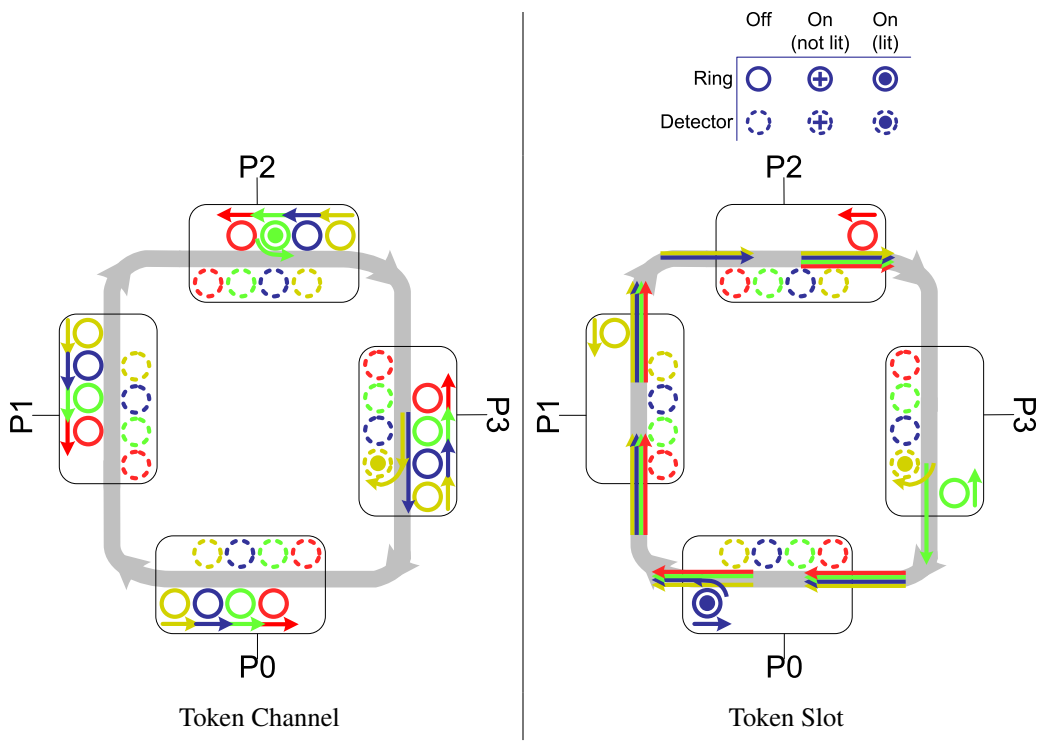 Off On On
(not lit) (lit)
Ring
Detector
P2
P1
P3
P0
Token Channel
P2
P1
P3
P0
Token Slot